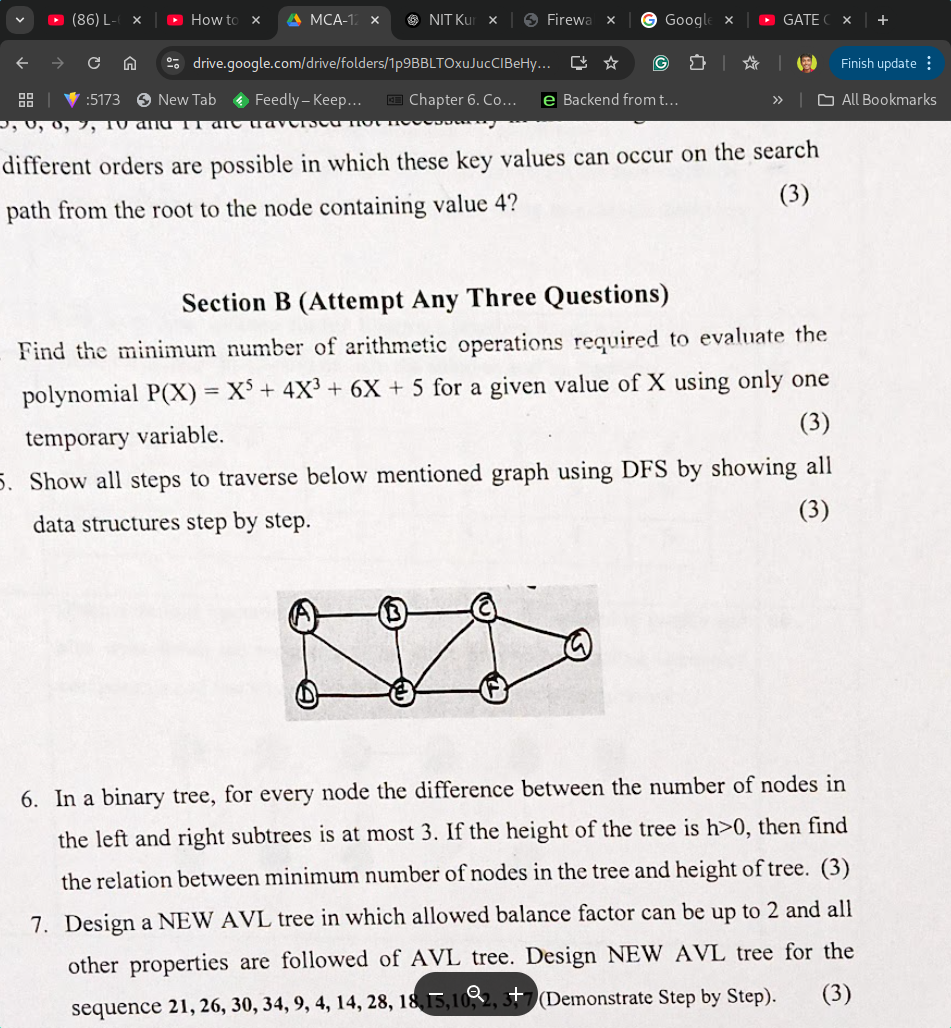 (86) L-
How to
MCA-1
NIT Ku
Firewa
Googl
GATE
drive.google.com/drive/folders/1p9BBLTOxuJucCIBeHy...
Finish update
:5173
New Tab
Feedly – Keep...
Chapter 6. Co...
Backend from t...
All Bookmarks
different orders are possible in which these key values can occur on the search
path from the root to the node containing value 4? (3)
Section B (Attempt Any Three Questions)
Find the minimum number of arithmetic operations required to evaluate the
polynomial P(X) = X⁵ + 4X³ + 6X + 5 for a given value of X using only one
temporary variable. (3)
5. Show all steps to traverse below mentioned graph using DFS by showing all
data structures step by step. (3)
A B C
G
D E F
6. In a binary tree, for every node the difference between the number of nodes in
the left and right subtrees is at most 3. If the height of the tree is h>0, then find
the relation between minimum number of nodes in the tree and height of tree. (3)
7. Design a NEW AVL tree in which allowed balance factor can be up to 2 and all
other properties are followed of AVL tree. Design NEW AVL tree for the
sequence 21, 26, 30, 34, 9, 4, 14, 28, 18, 15, 10, 2, 3, 7 (Demonstrate Step by Step). (3)